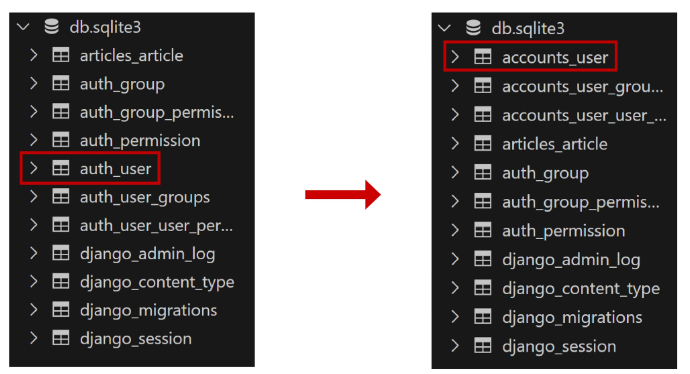 db.sqlite3
articles_article
auth_group
auth_group_permis...
auth_permission
auth_user
auth_user_groups
auth_user_user_per...
django_admin_log
django_content_type
django_migrations
django_session
db.sqlite3
accounts_user
accounts_user_grou...
accounts_user_user_...
articles_article
auth_group
auth_group_permis...
auth_permission
django_admin_log
django_content_type
django_migrations
django_session